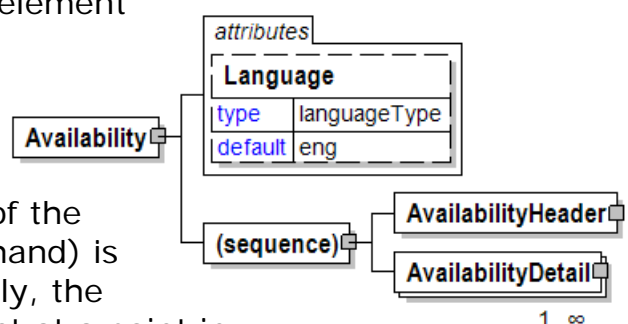 element
attributes
Language
type languageType
default eng
Availability
of the
AvailabilityHeader
hand) is
(sequence)
ly, the
AvailabilityDetail
1 ∞